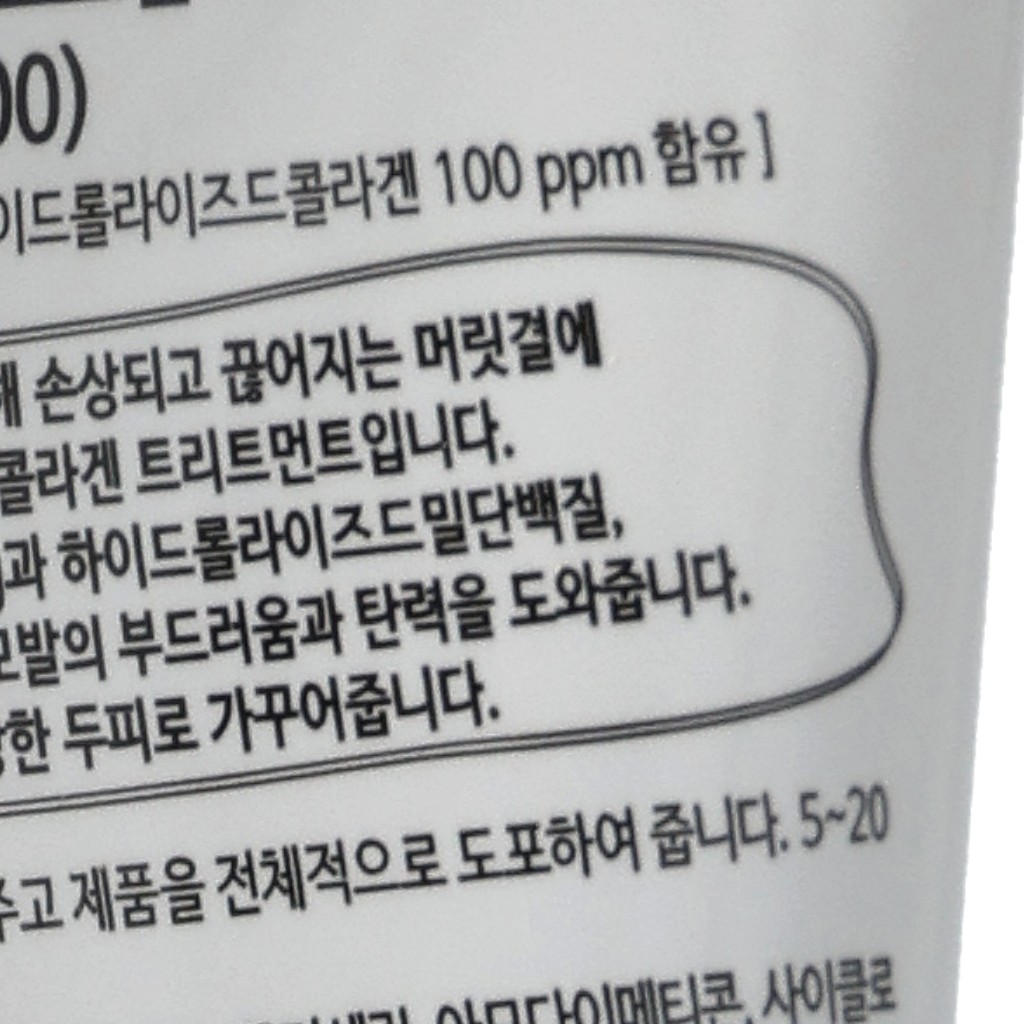 00)
이드롤라이즈드콜라겐 100 ppm 함유 ]
손상되고 끊어지는 머릿결에
콜라겐 트리트먼트입니다.
과 하이드롤라이즈드밀단백질,
모발의 부드러움과 탄력을 도와줍니다.
한 두피로 가꾸어줍니다.
주고 제품을 전체적으로 도포하여 줍니다. 5~20
아모다이메티콘, 사이클로